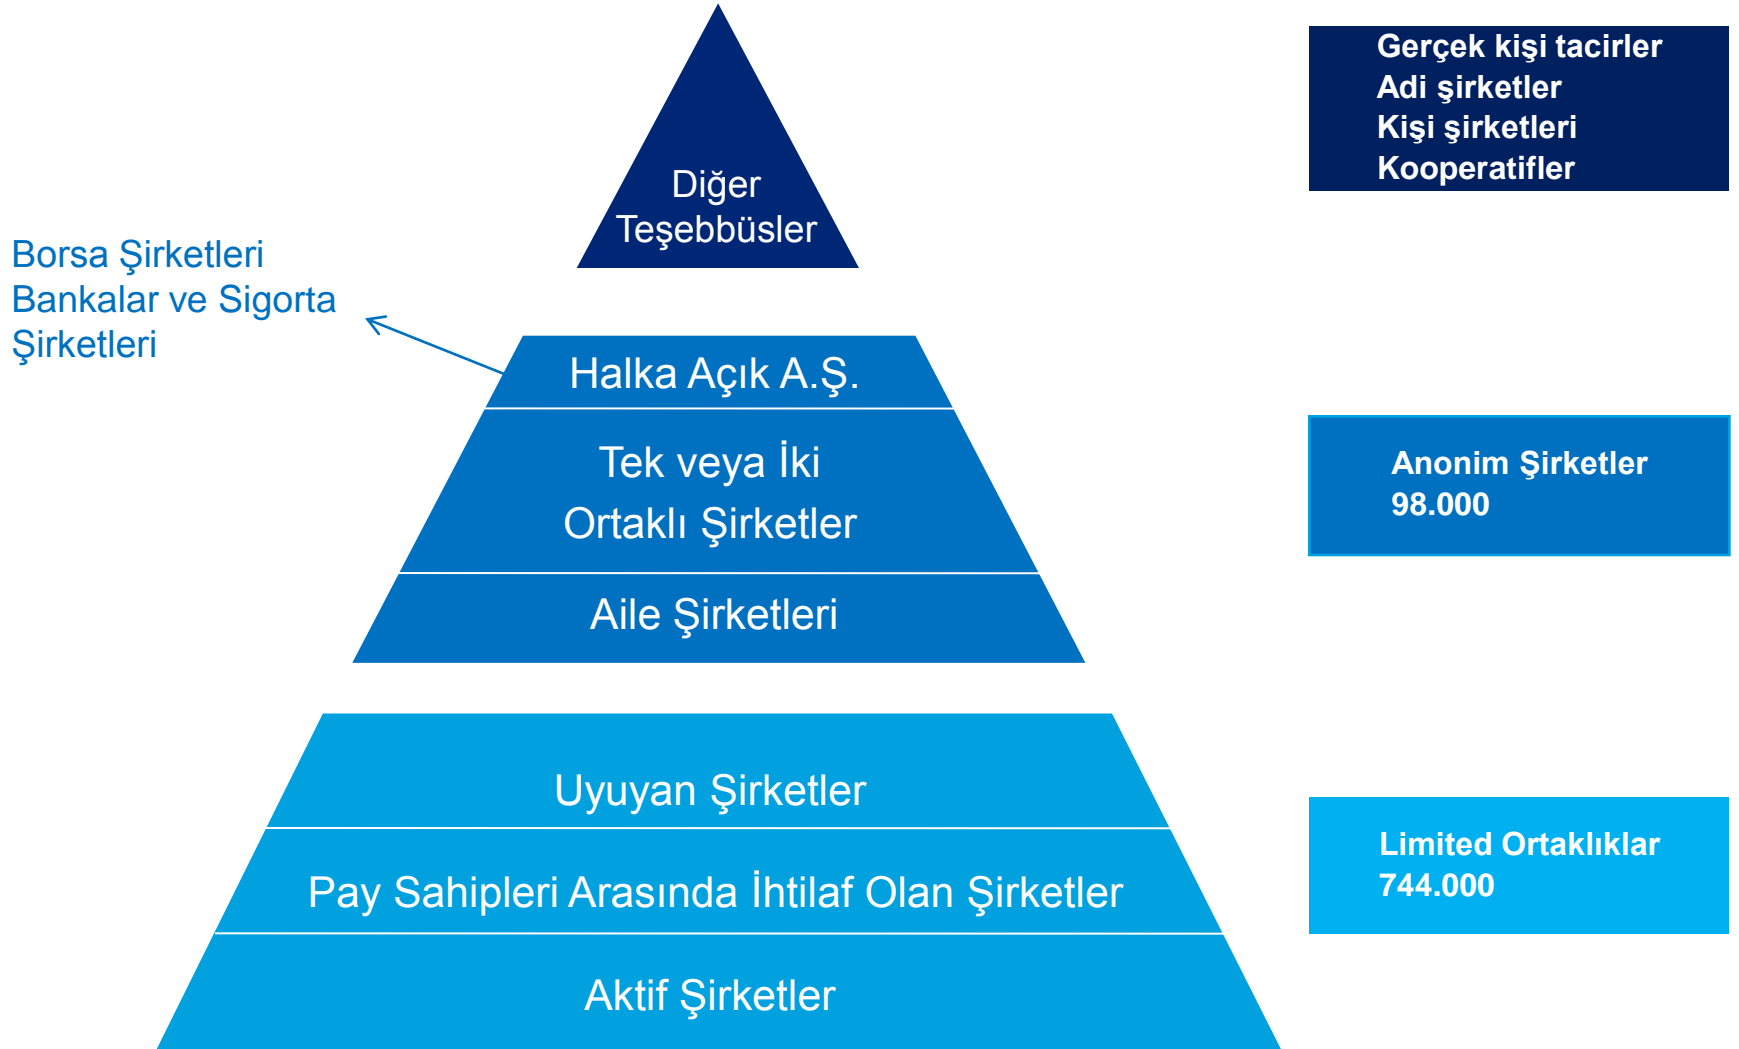 Diğer
Teşebbüsler
Gerçek kişi tacirler
Adi şirketler
Kişi şirketleri
Kooperatifler
Borsa Şirketleri
Bankalar ve Sigorta
Şirketleri
Halka Açık A.Ş.
Tek veya İki
Ortaklı Şirketler
Aile Şirketleri
Anonim Şirketler
98.000
Uyuyan Şirketler
Pay Sahipleri Arasında İhtilaf Olan Şirketler
Aktif Şirketler
Limited Ortaklıklar
744.000